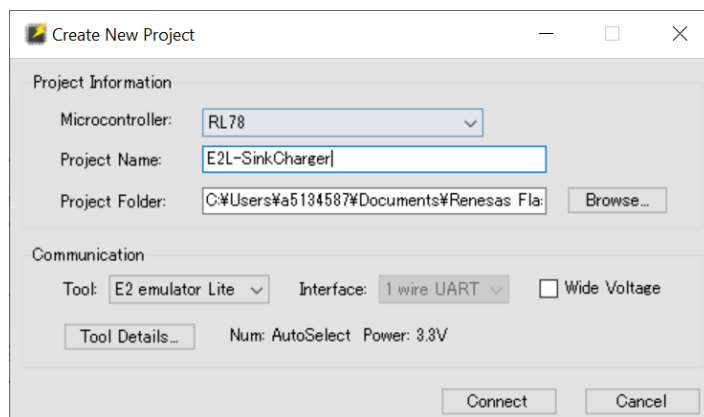 Create New Project
Project Information
Microcontroller: RL78
Project Name: E2L-SinkCharger
Project Folder: C:¥Users¥a5134587¥Documents¥Renesas Fla: Browse...
Communication
Tool: E2 emulator Lite Interface: 1 wire UART Wide Voltage
Tool Details... Num: AutoSelect Power: 3.3V
Connect Cancel